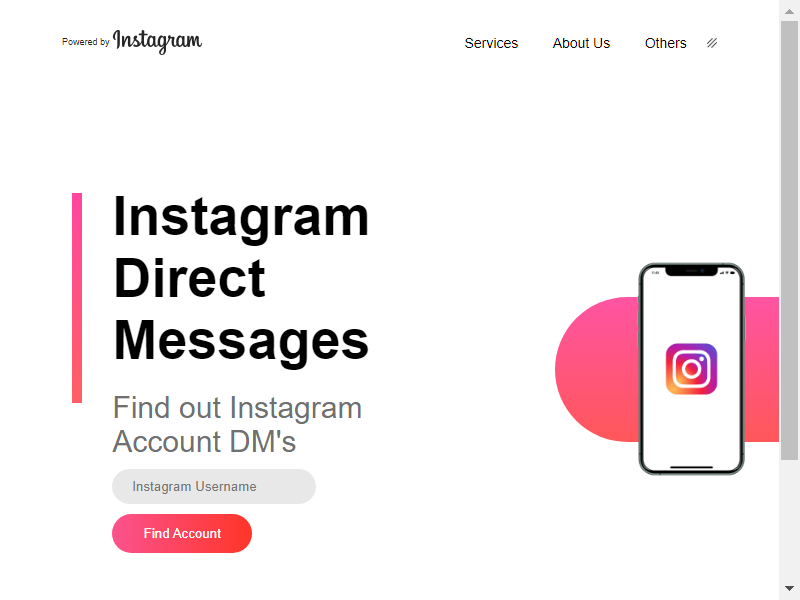 Powered by Instagram
Services
About Us
Others
Instagram
Direct
Messages
Find out Instagram
Account DM's
Instagram Username
Find Account